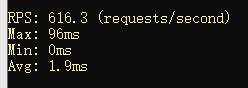 RPS: 616.3 (requests/second)
Max: 96ms
Min: 0ms
Avg: 1.9ms